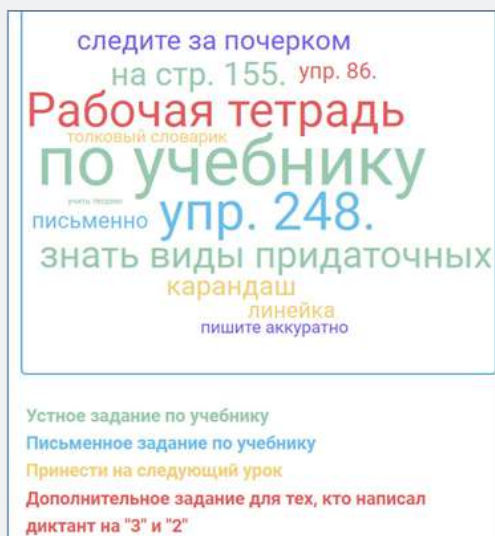 следите за почерком
на стр. 155. упр. 86.
Рабочая тетрадь
толковый словарик
по учебнику
учить теорию
письменно упр. 248.
знать виды придаточных
карандаш
линейка
пишите аккуратно
Устное задание по учебнику
Письменное задание по учебнику
Принести на следующий урок
Дополнительное задание для тех, кто написал
диктант на "3" и "2"